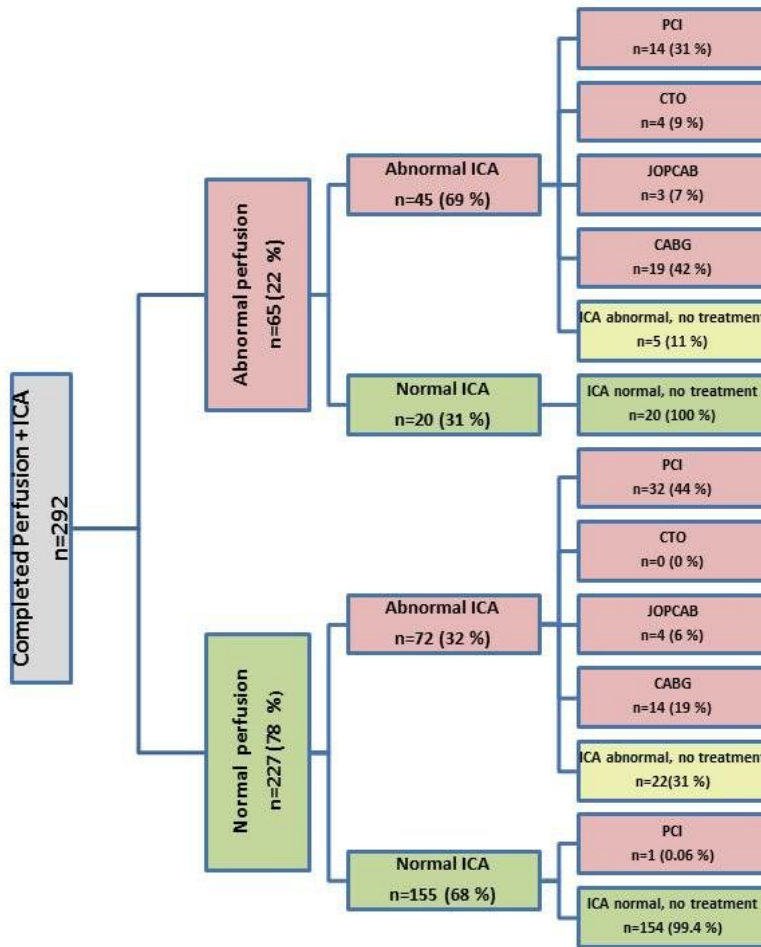 Completed Perfusion +ICA
n=292
Abnormal perfusion
n=65 (22 %)
Abnormal ICA
n=45 (69 %)
PCI
n=14 (31 %)
CTO
n=4 (9 %)
JOPCAB
n=3 (7 %)
CABG
n=19 (42 %)
ICA abnormal, no treatment
n=5 (11 %)
Normal ICA
n=20 (31 %)
ICA normal, no treatment
n=20 (100 %)
Normal perfusion
n=227 (78 %)
Abnormal ICA
n=72 (32 %)
PCI
n=32 (44 %)
CTO
n=0 (0 %)
JOPCAB
n=4 (6 %)
CABG
n=14 (19 %)
ICA abnormal, no treatment
n=22(31 %)
Normal ICA
n=155 (68 %)
PCI
n=1 (0.06 %)
ICA normal, no treatment
n=154 (99.4 %)